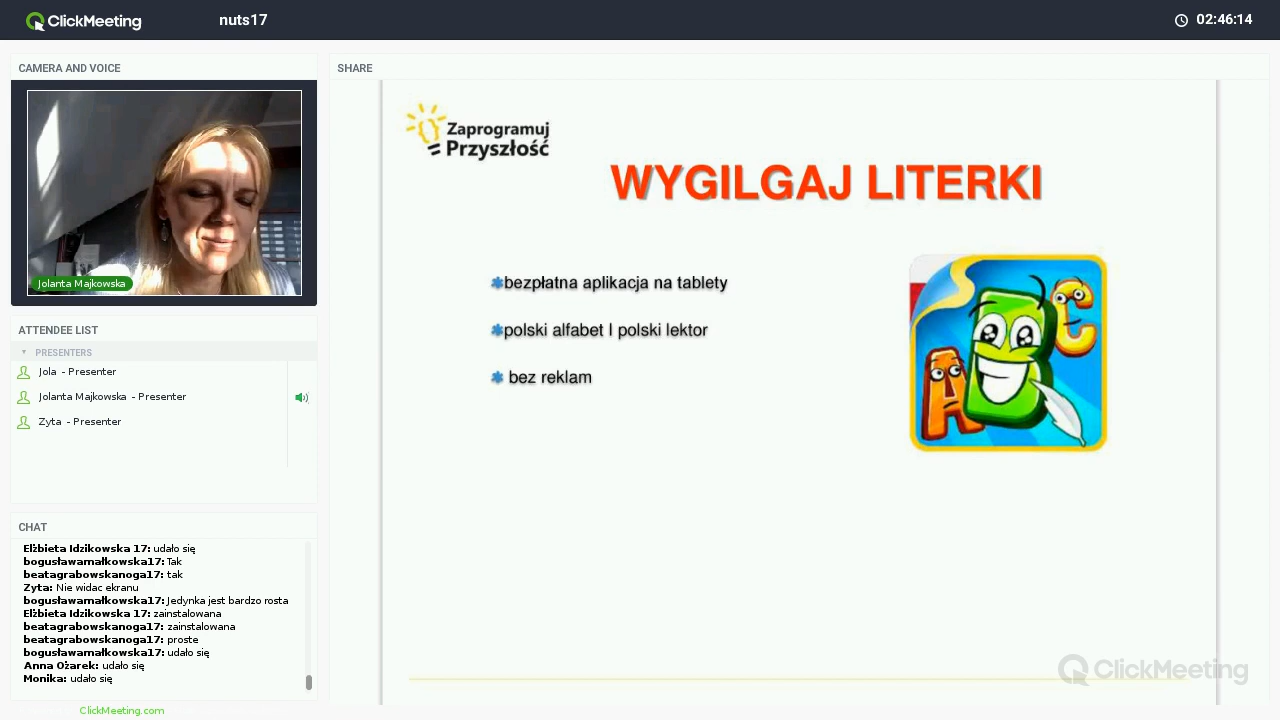 ClickMeeting
nuts17
02:46:14
CAMERA AND VOICE
Jolanta Majkowska
ATTENDEE LIST
PRESENTERS
Jola - Presenter
Jolanta Majkowska - Presenter
Zyta - Presenter
CHAT
Elżbieta Idzikowska 17: udało się
bogusławamałkowska17: Tak
beatagrabowskanoga17: tak
Zyta: Nie widac ekranu
bogusławamałkowska17: Jedynka jest bardzo rosta
Elżbieta Idzikowska 17: zainstalowana
beatagrabowskanoga17: zainstalowana
beatagrabowskanoga17: proste
bogusławamałkowska17: udało się
Anna Ożarek: udało się
Monika: udało się
ClickMeeting.com
SHARE
Zaprogramuj
Przyszłość
WYGILGAJ LITERKI
*bezpłatna aplikacja na tablety
*polski alfabet I polski lektor
* bez reklam
A B C
ClickMeeting